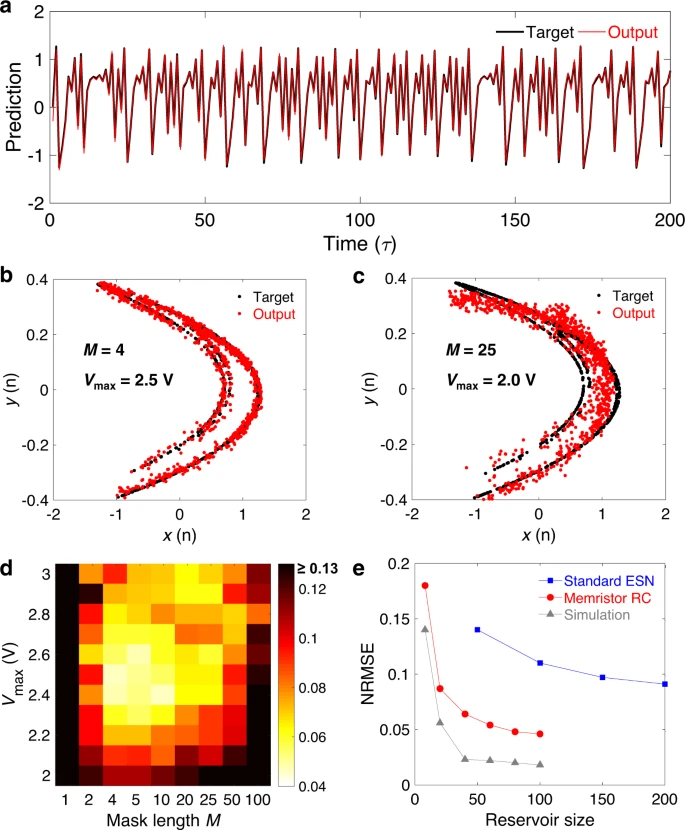 a
Target Output
2
1
0
-1
-2
Prediction
0 50 100 150 200
Time (τ)
b
0.4
0.2
0
-0.2
-0.4
y (n)
Target
Output
M = 4
Vmax = 2.5 V
-1 0 1 2
x (n)
c
0.4
0.2
0
-0.2
-0.4
y (n)
Target
Output
M = 25
Vmax = 2.0 V
-2 -1 0 1 2
x (n)
d
3
2.8
2.6
2.4
2.2
2
Vmax (V)
1 2 4 5 10 20 25 50 100
Mask length M
≥ 0.13
0.12
0.1
0.08
0.06
0.04
e
0.2
0.15
0.1
0.05
0
NRMSE
Standard ESN
Memristor RC
Simulation
0 50 100 150 200
Reservoir size